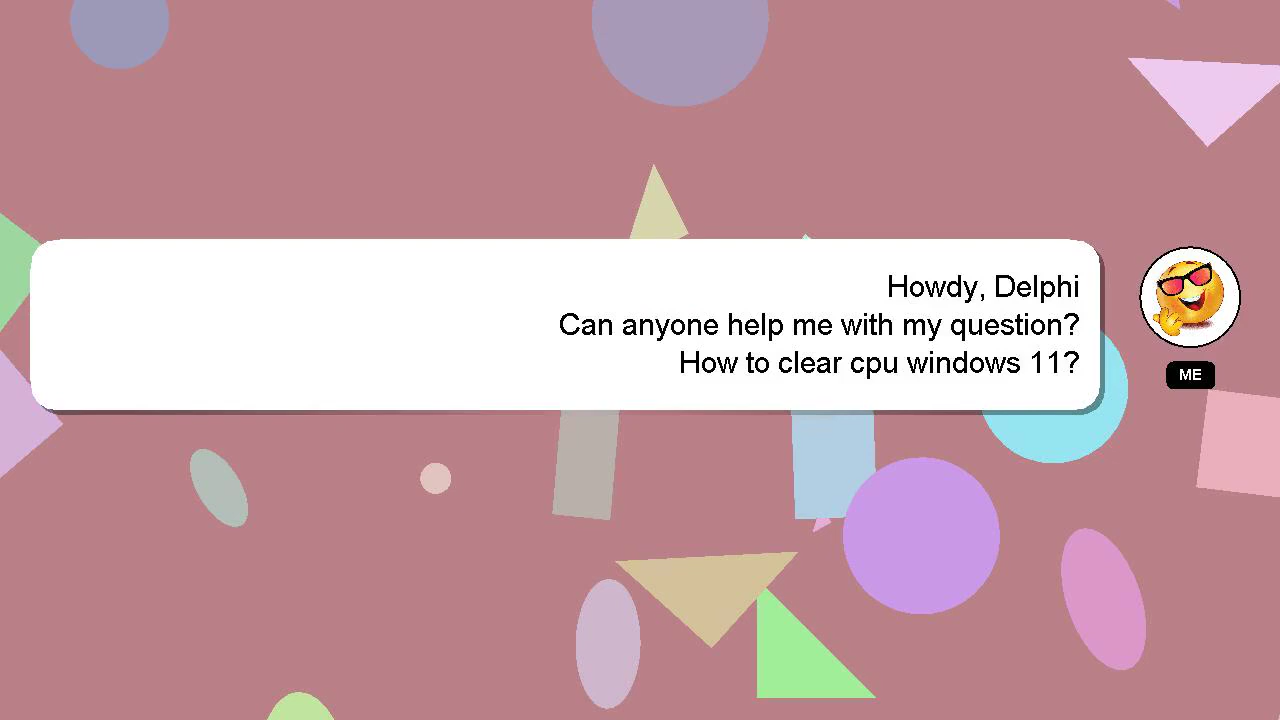 Howdy, Delphi
Can anyone help me with my question?
How to clear cpu windows 11?
ME